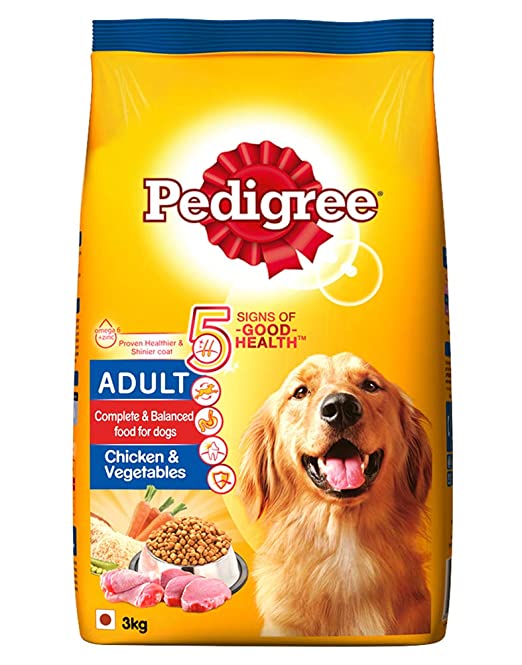 Pedigree®
5 SIGNS OF
-GOOD-
HEALTH™
omega 6
& zinc
Proven Healthier &
Shinier coat
ADULT
Complete & Balanced
food for dogs
Chicken &
Vegetables
3kg